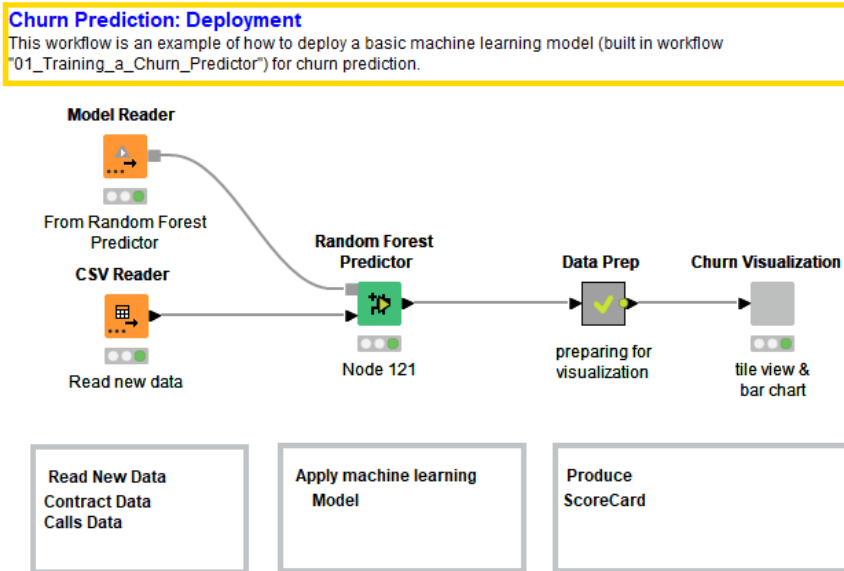 Churn Prediction: Deployment
This workflow is an example of how to deploy a basic machine learning model (built in workflow
"01_Training_a_Churn_Predictor") for churn prediction.
Model Reader
From Random Forest
Predictor
CSV Reader
Read new data
Random Forest
Predictor
Node 121
Data Prep
preparing for
visualization
Churn Visualization
tile view &
bar chart
Read New Data
Contract Data
Calls Data
Apply machine learning
Model
Produce
ScoreCard